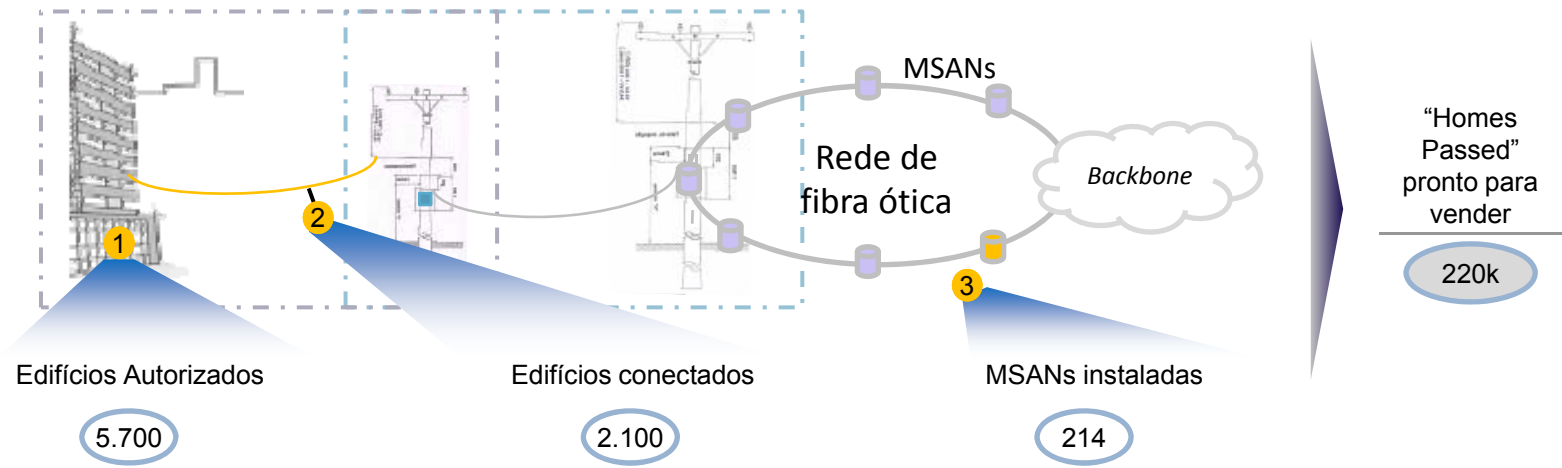 MSANs
Rede de
fibra ótica
Backbone
1
2
3
“Homes
Passed”
pronto para
vender
220k
Edifícios Autorizados
5.700
Edifícios conectados
2.100
MSANs instaladas
214